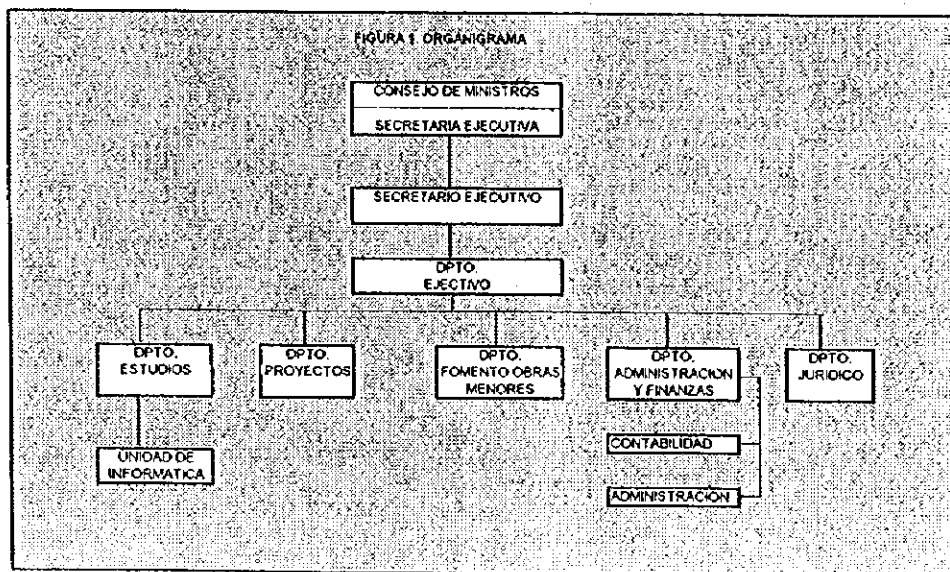 FIGURA 1. ORGANIGRAMA
CONSEJO DE MINISTROS
SECRETARIA EJECUTIVA
SECRETARIO EJECUTIVO
DPTO.
EJECTIVO
DPTO.
ESTUDIOS
DPTO.
PROYECTOS
DPTO.
FOMENTO OBRAS
MENORES
DPTO.
ADMINISTRACION
Y FINANZAS
DPTO.
JURIDICO
UNIDAD DE
INFORMATICA
CONTABILIDAD
ADMINISTRACIÓN